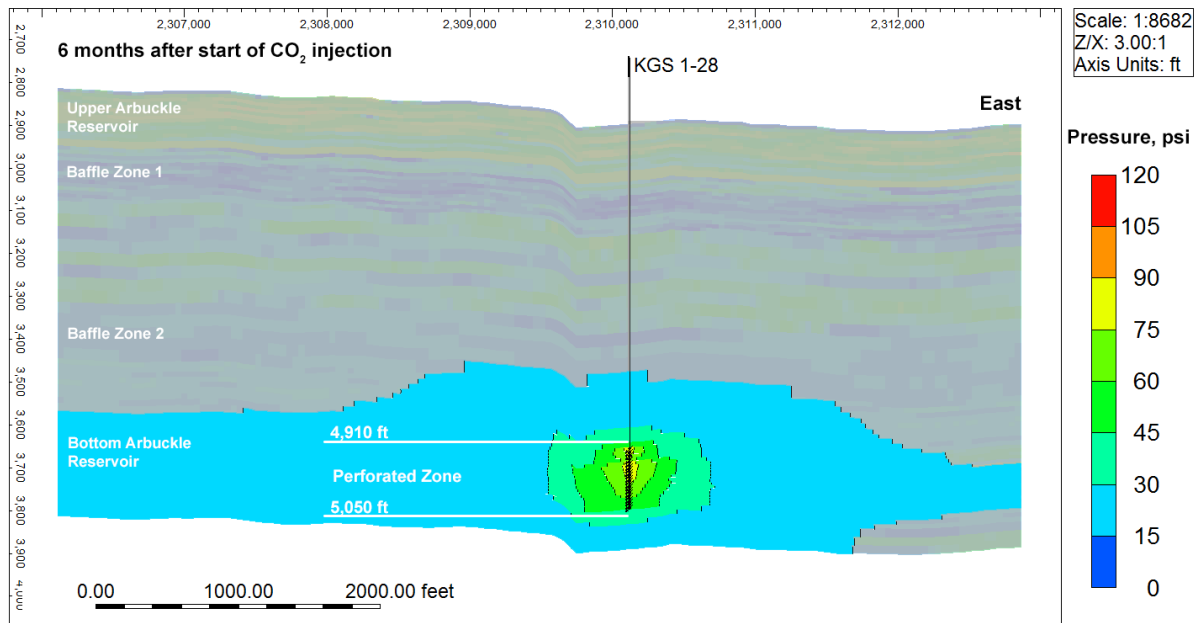 2,307,000 2,308,000 2,309,000 2,310,000 2,311,000 2,312,000
Scale: 1:8682
Z/X: 3.00:1
Axis Units: ft
6 months after start of CO₂ injection
KGS 1-28
East
Pressure, psi
2,700
2,800
2,900
3,000
3,100
3,200
3,300
3,400
3,500
3,600
3,700
3,800
3,900
4,000
Upper Arbuckle
Reservoir
Baffle Zone 1
Baffle Zone 2
Bottom Arbuckle
Reservoir
4,910 ft
Perforated Zone
5,050 ft
120
105
90
75
60
45
30
15
0
0.00 1000.00 2000.00 feet